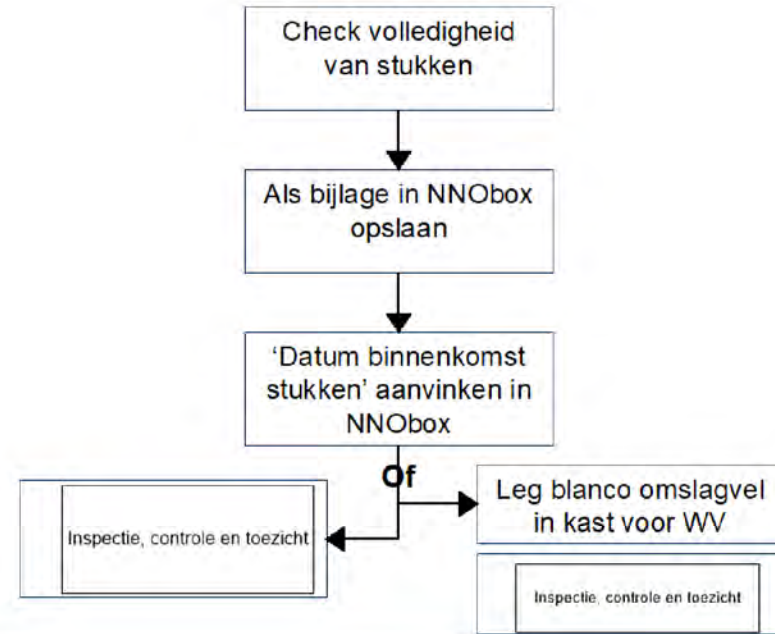 Check volledigheid
van stukken
Als bijlage in NNObox
opslaan
‘Datum binnenkomst
stukken’ aanvinken in
NNObox
Of
Leg blanco omslagvel
in kast voor WV
Inspectie, controle en toezicht
Inspectie, controle en toezicht